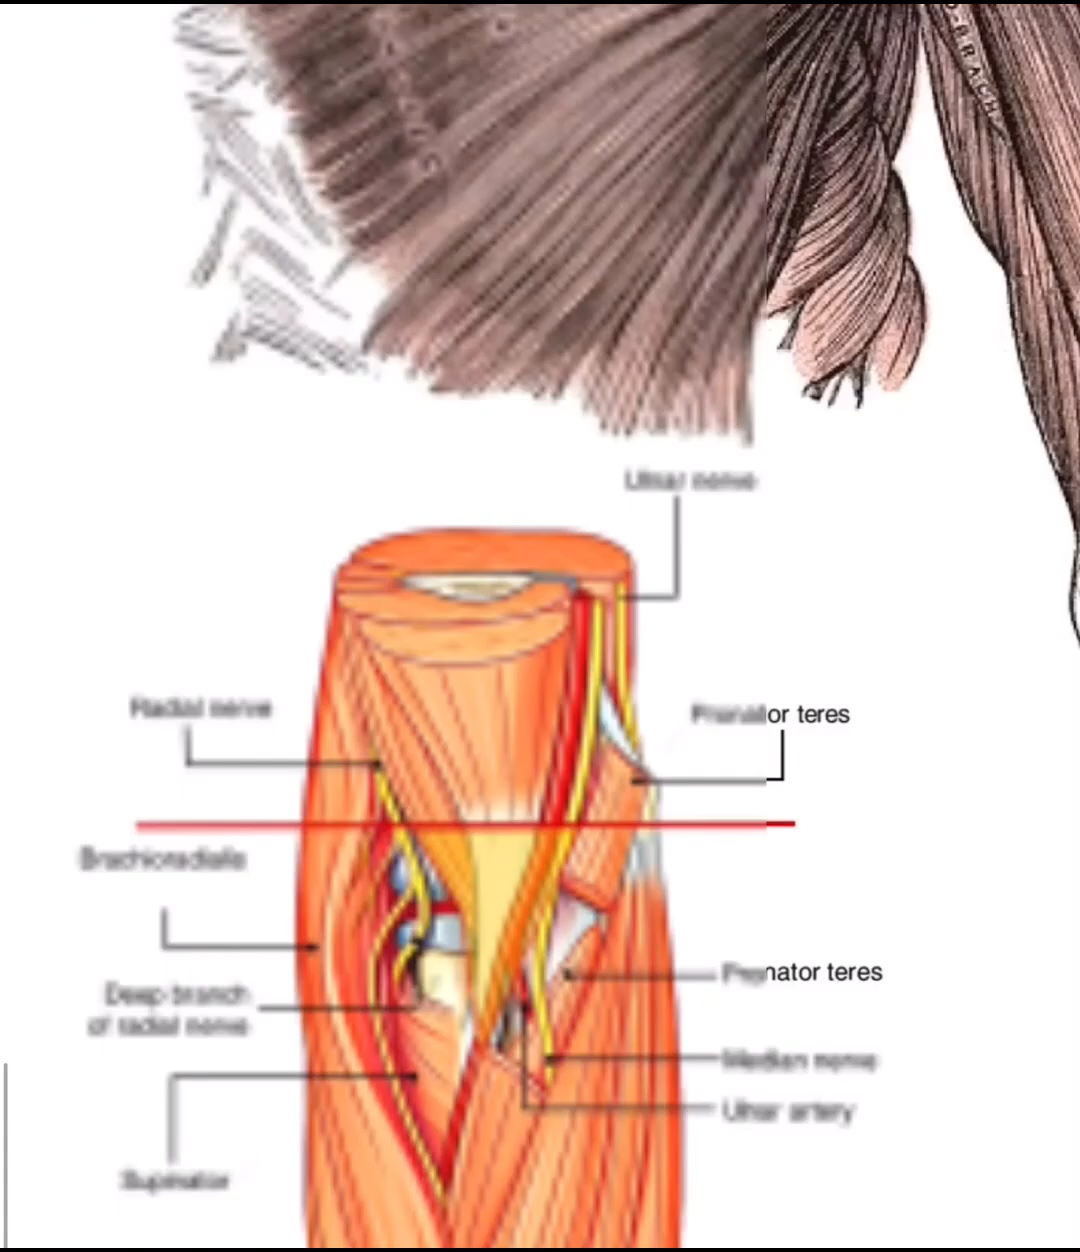 BRACHI
Ulnar nerve
Radial nerve
Pronator teres
Brachioradialis
Pronator teres
Deep branch
of radial nerve
Median nerve
Ulnar artery
Supinator